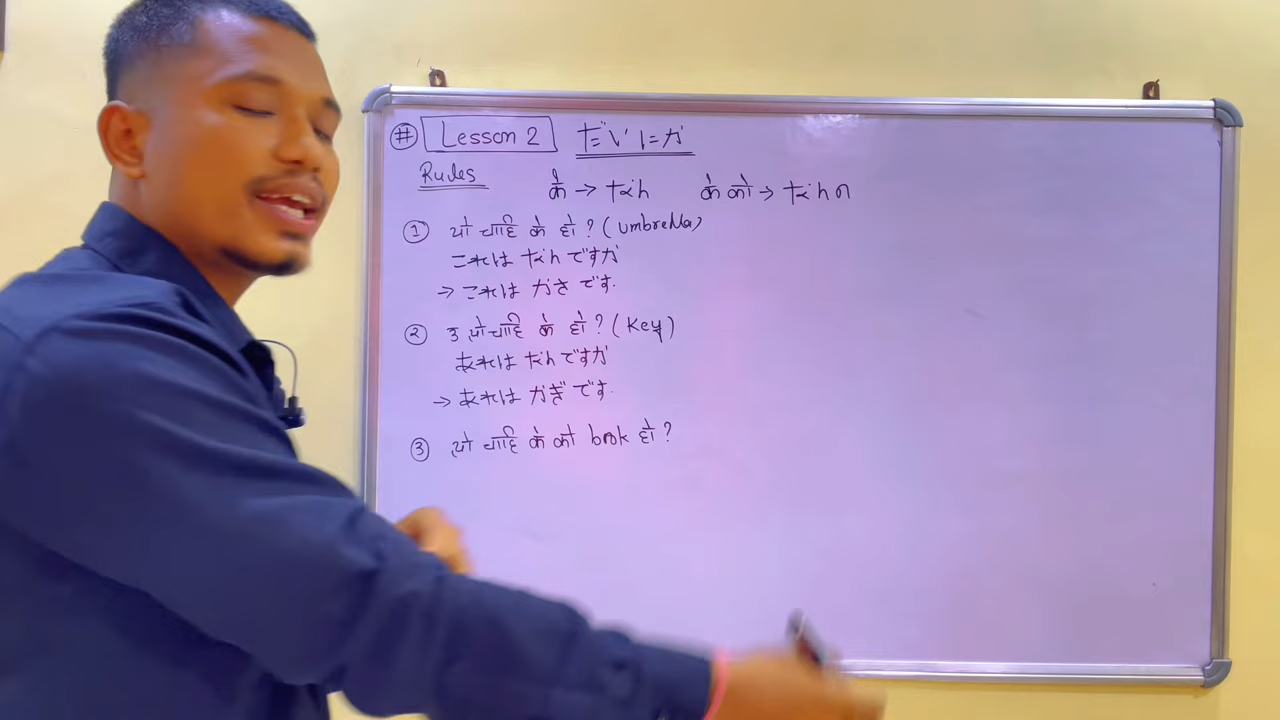 # Lesson 2 だい 2 か
Rules
के → なん के को → なんの
① यो चाहि के हो ? (umbrella)
これは なんですか
→ これは かさ です.
② उ यो चाहि के हो ? (Key)
あれは なんですか
→ あれは かぎ です.
③ यो चाहि के को book हो ?